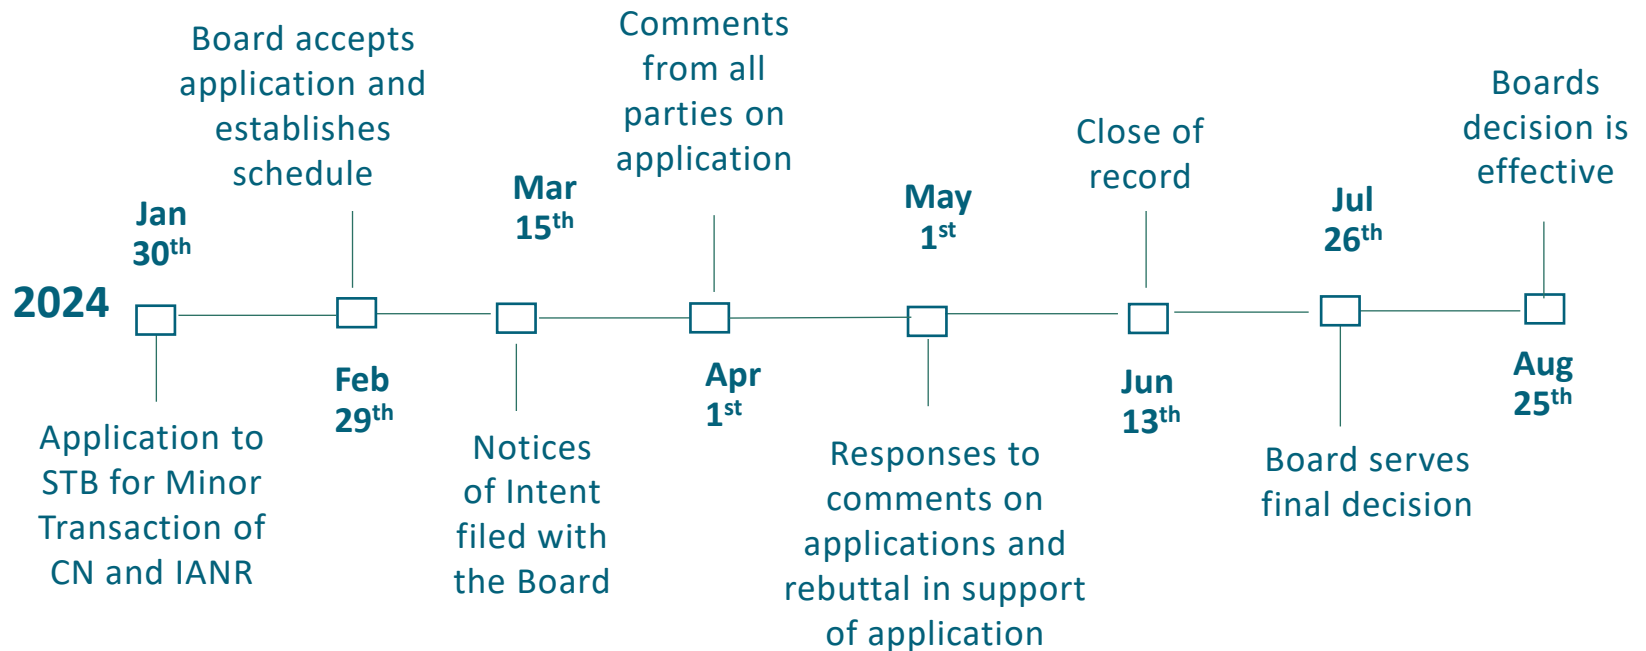 2024
Jan
30th
Application to
STB for Minor
Transaction of
CN and IANR
Board accepts
application and
establishes
schedule
Feb
29th
Mar
15th
Notices
of Intent
filed with
the Board
Comments
from all
parties on
application
Apr
1st
May
1st
Responses to
comments on
applications and
rebuttal in support
of application
Close of
record
Jun
13th
Jul
26th
Board serves
final decision
Boards
decision is
effective
Aug
25th